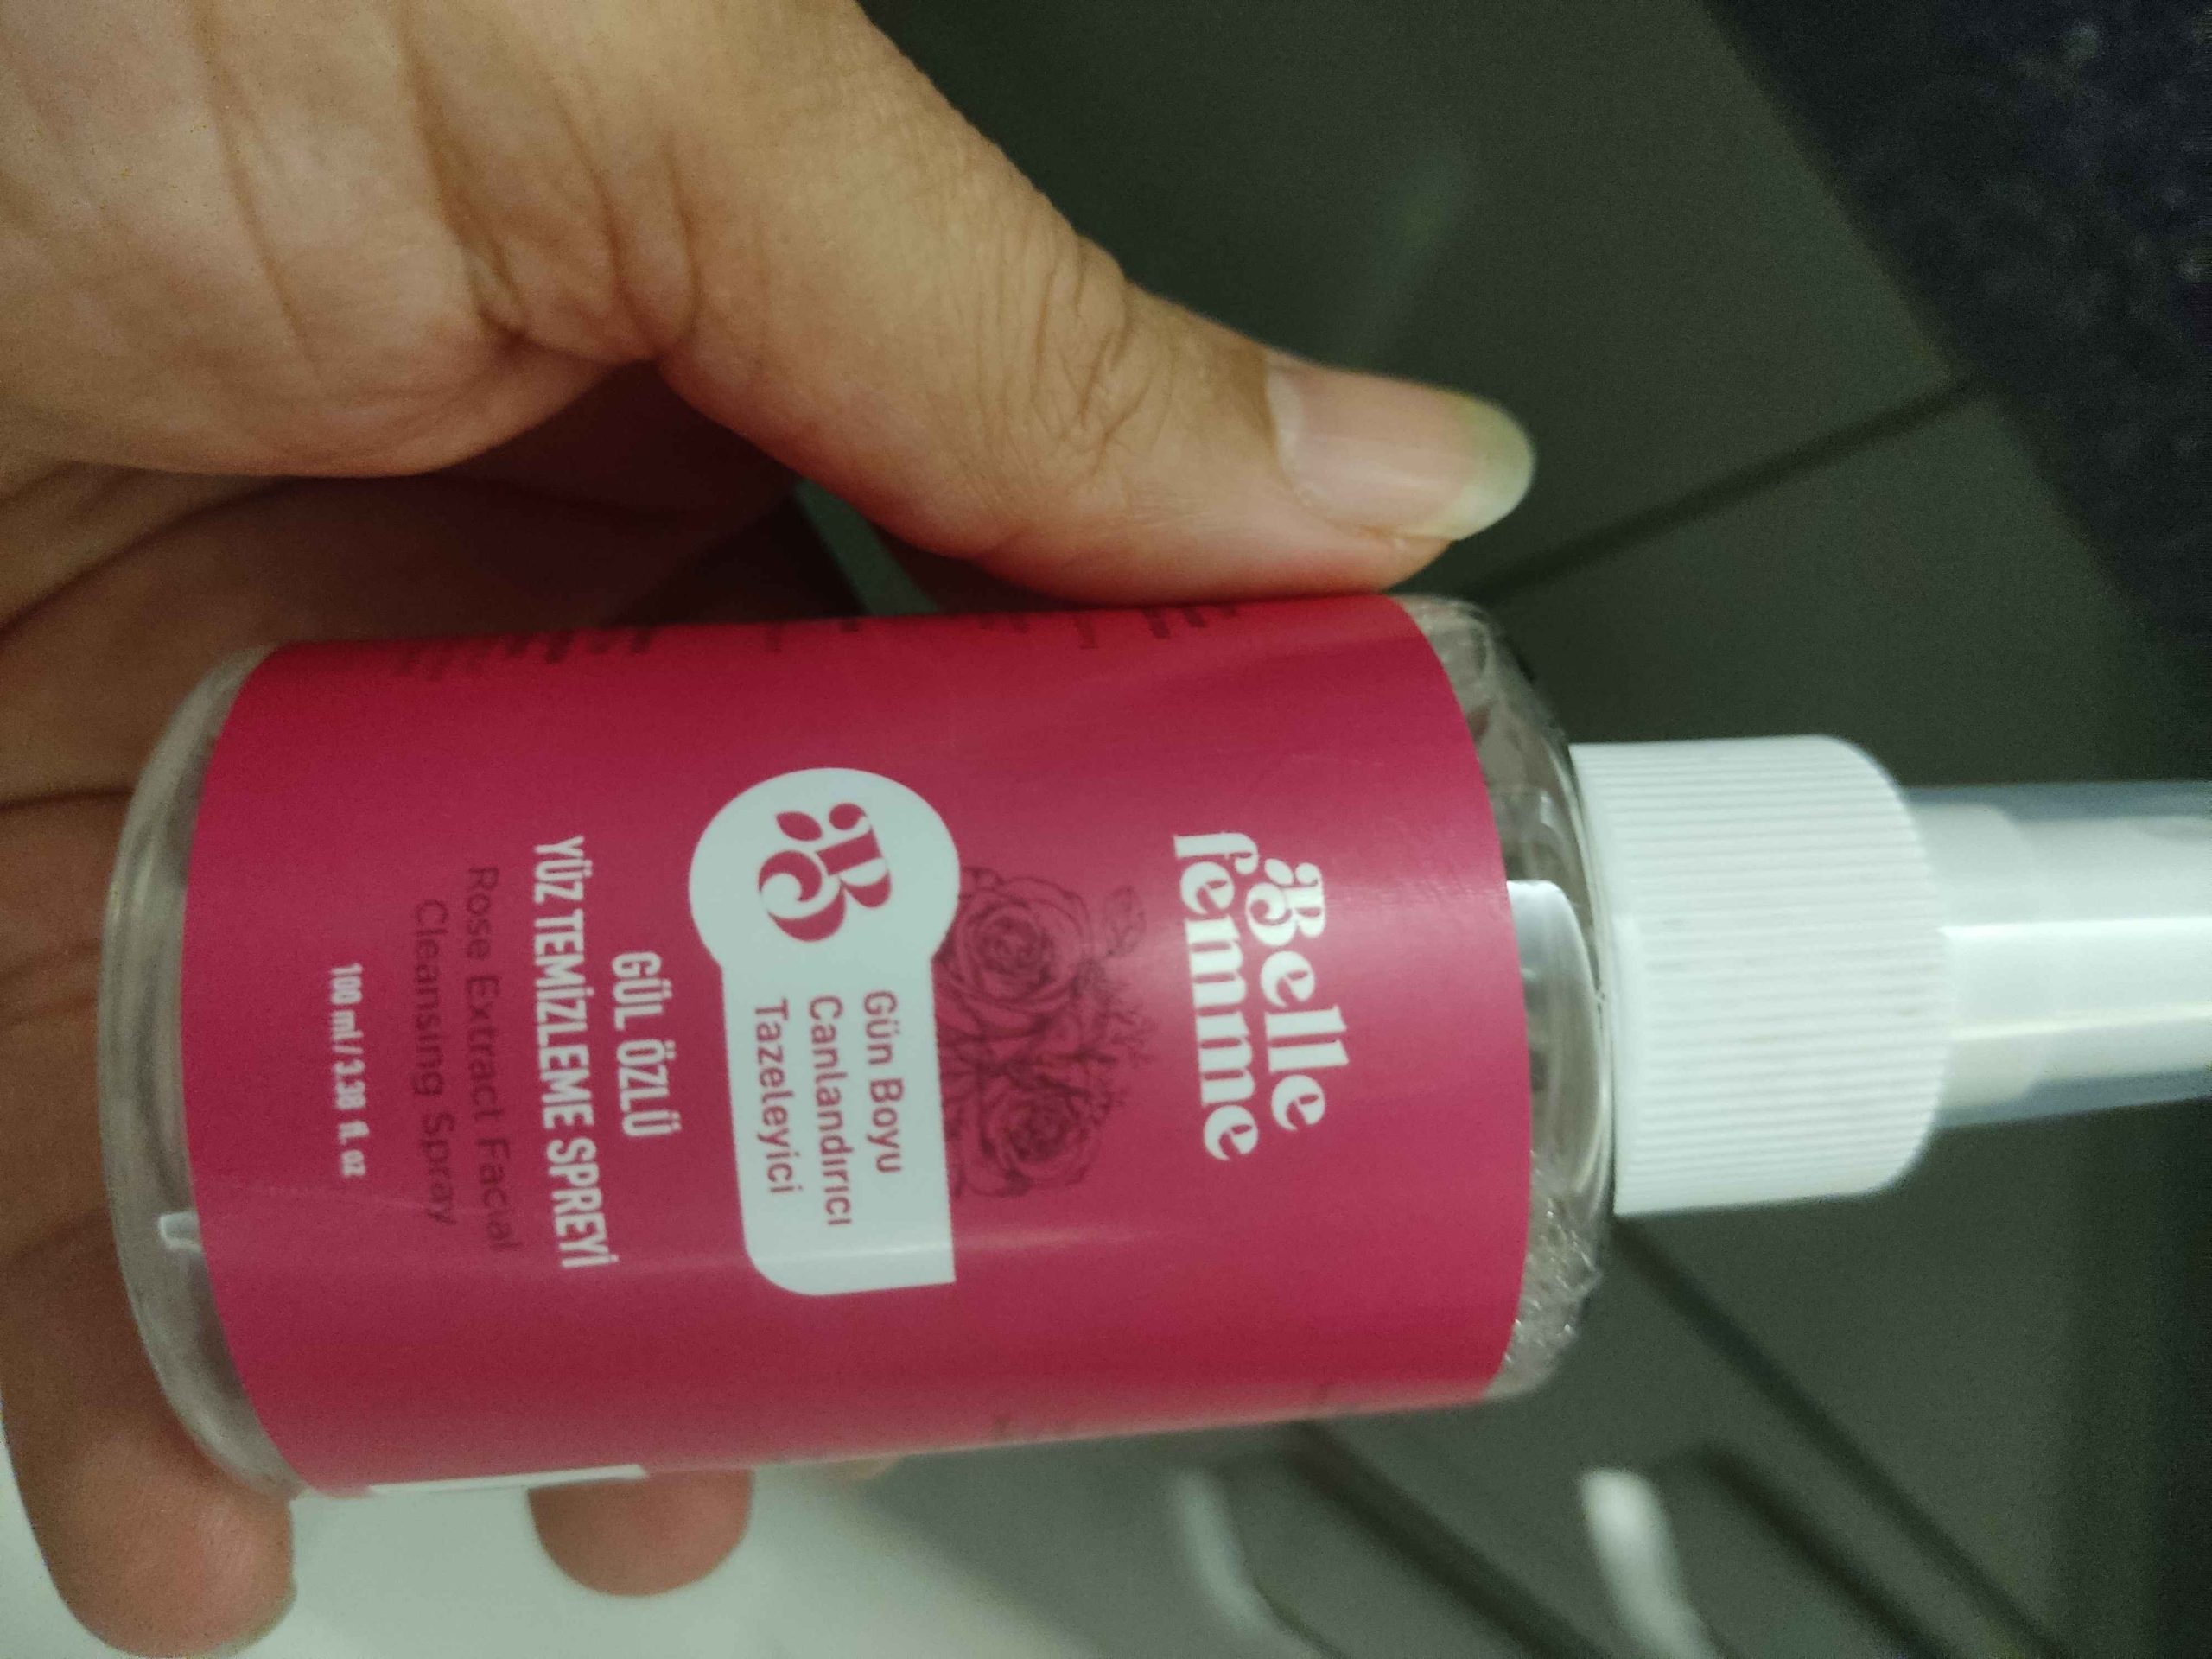 Belle
femme
Gün Boyu
Canlandırıcı
Tazeleyici
GÜL ÖZLÜ
YÜZ TEMİZLEME SPREYİ
Rose Extract Facial
Cleansing Spray
100 ml / 3.38 fl. oz